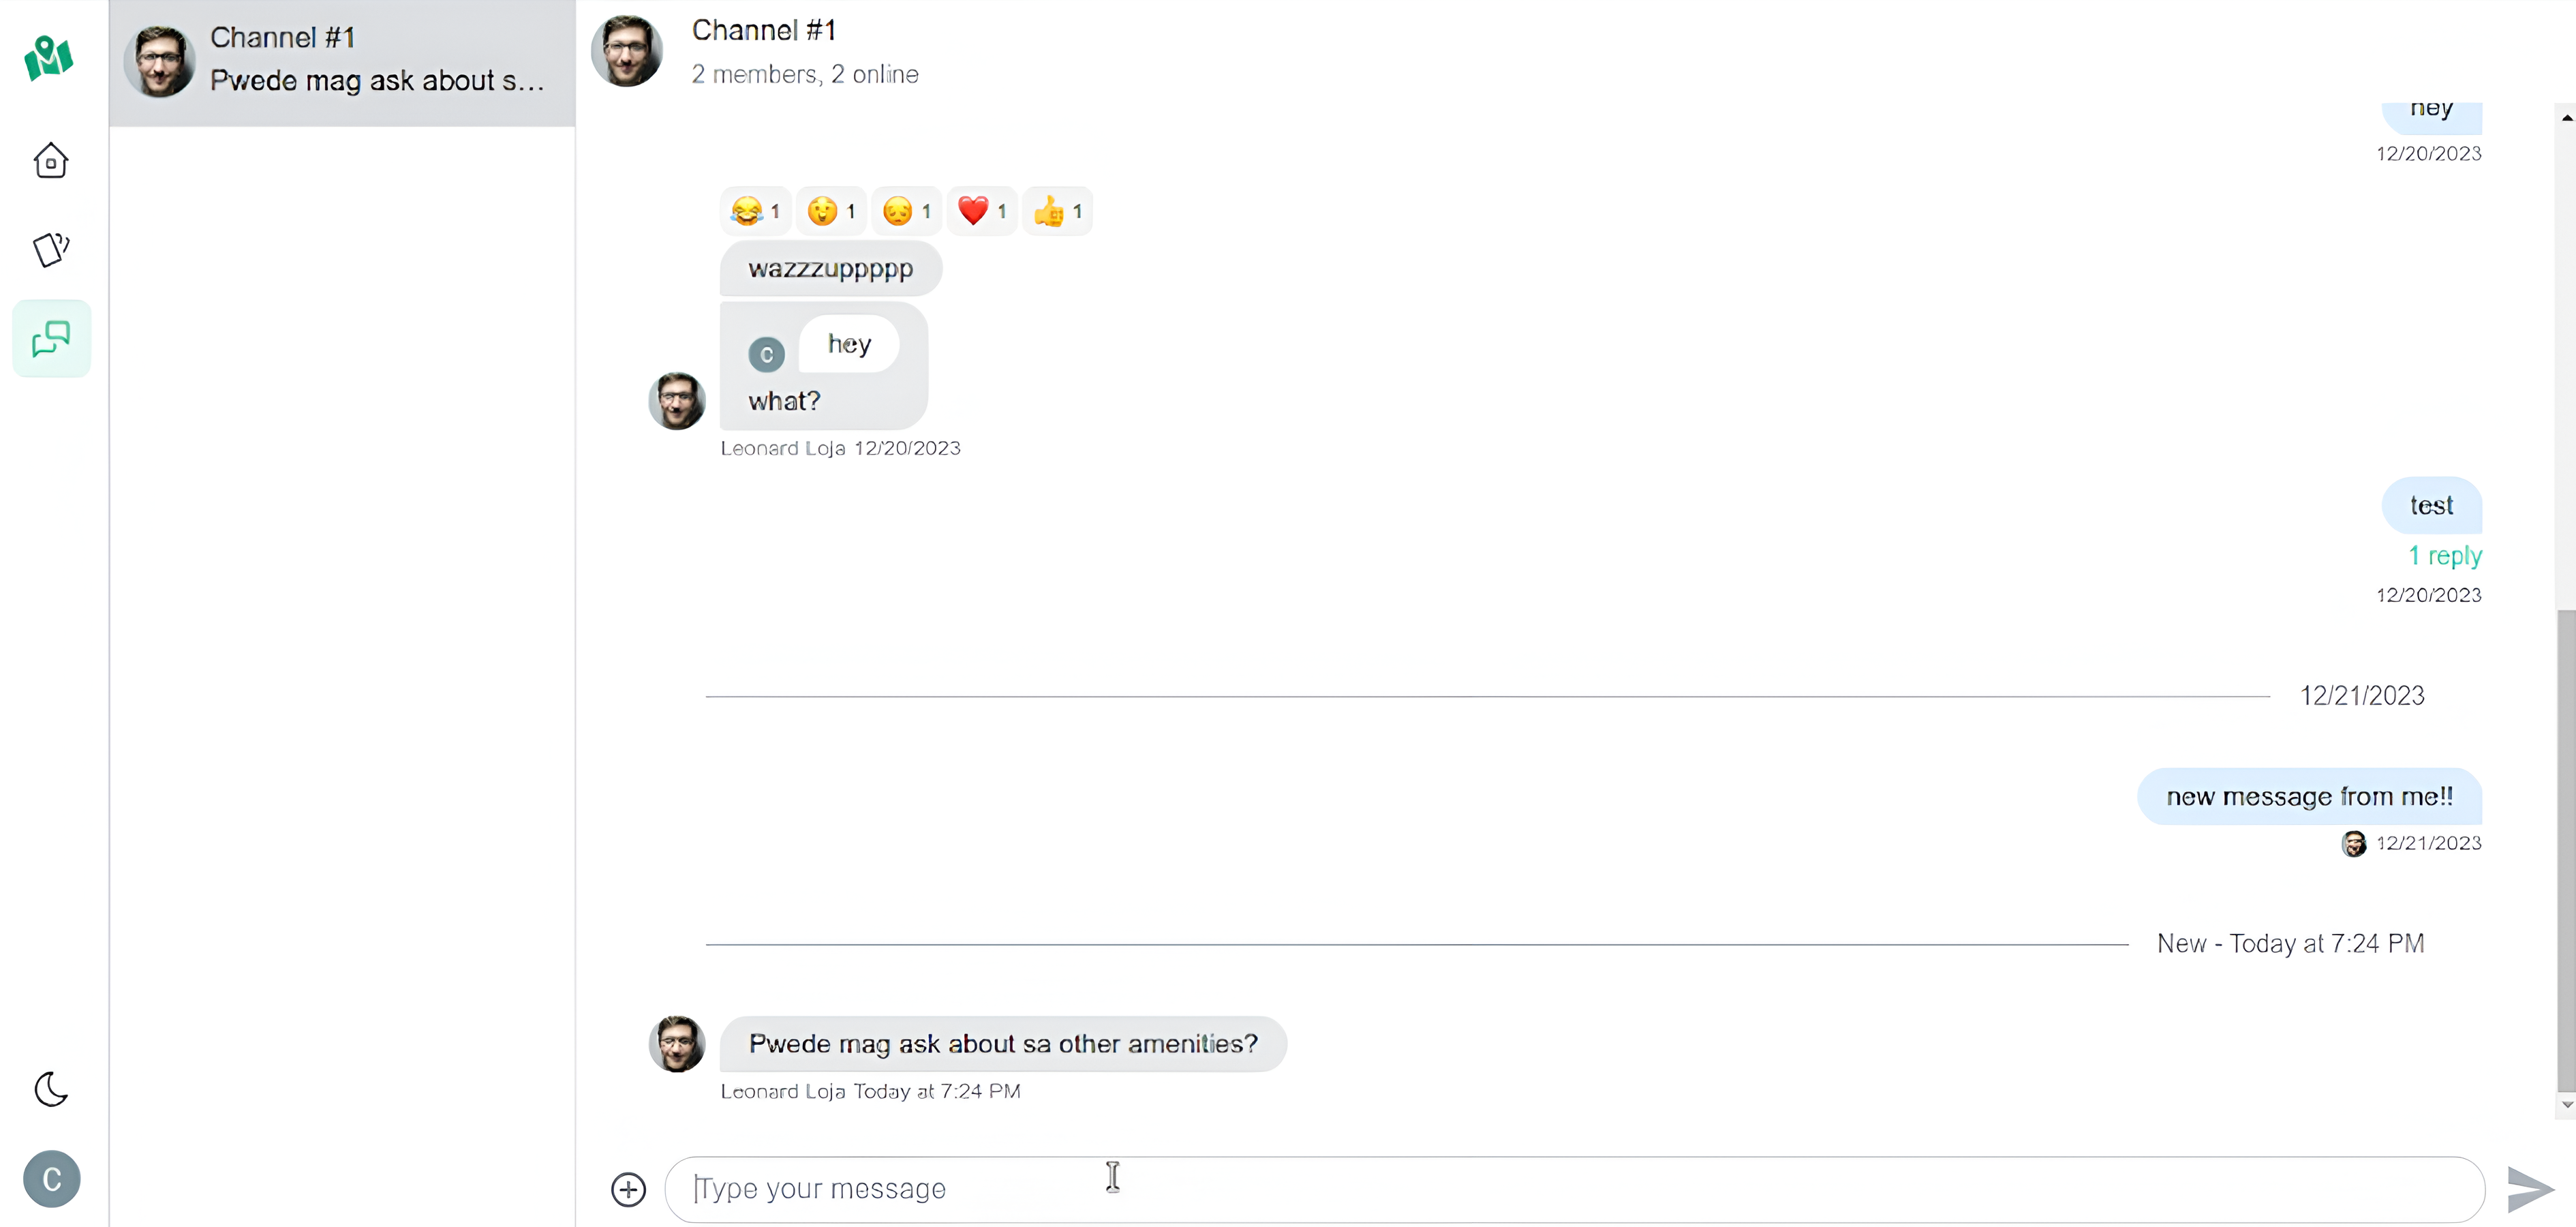 Channel #1
Pwede mag ask about s...
Channel #1
2 members, 2 online
hey
12/20/2023
1 1 1 1 1
wazzzuppppp
C hey
what?
Leonard Loja 12/20/2023
test
1 reply
12/20/2023
12/21/2023
new message from me!!
12/21/2023
New - Today at 7:24 PM
Pwede mag ask about sa other amenities?
Leonard Loja Today at 7:24 PM
C
Type your message